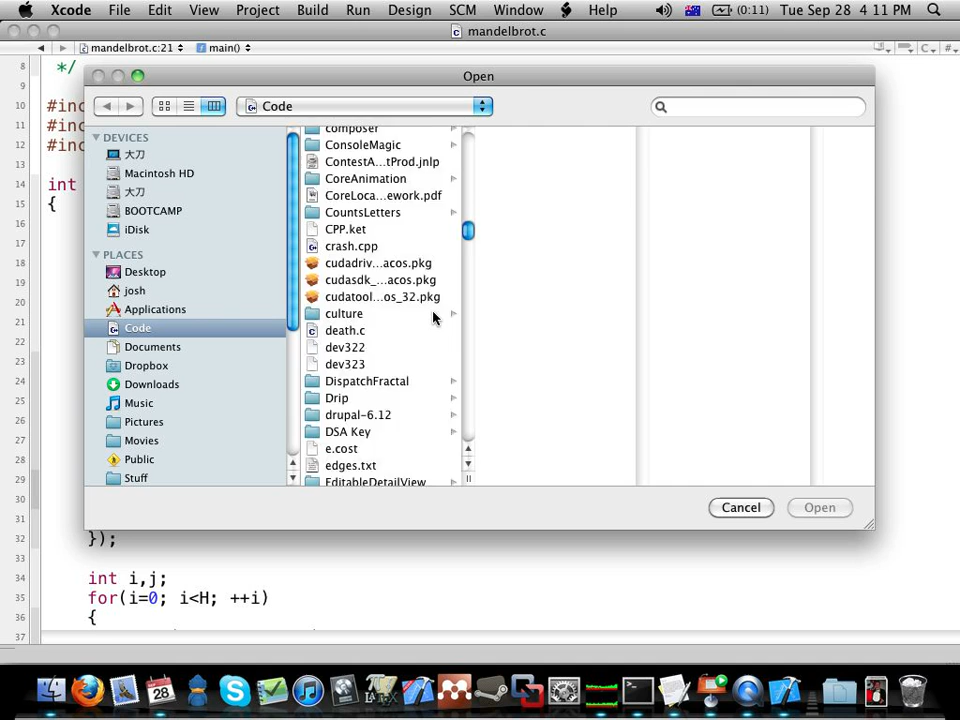 Xcode File Edit View Project Build Run Design SCM Window Help (0:11) Tue Sep 28 4:11 PM
mandelbrot.c
mandelbrot.c:21 main()
8 */
9
10 #inc
11 #inc
12 #inc
13
14 int
15 {
16
17
18
19
20
21
22
23
24
25
26
27
28
29
30
31
32 });
33
34 int i,j;
35 for(i=0; i<H; ++i)
36 {
37
Open
Code
DEVICES
大刀
Macintosh HD
大刀
BOOTCAMP
iDisk
PLACES
Desktop
josh
Applications
Code
Documents
Dropbox
Downloads
Music
Pictures
Movies
Public
Stuff
composer
ConsoleMagic
ContestA...tProd.jnlp
CoreAnimation
CoreLoca...ework.pdf
CountsLetters
CPP.ket
crash.cpp
cudadriv...acos.pkg
cudasdk_...acos.pkg
cudatool...os_32.pkg
culture
death.c
dev322
dev323
DispatchFractal
Drip
drupal-6.12
DSA Key
e.cost
edges.txt
EditableDetailView
Cancel
Open